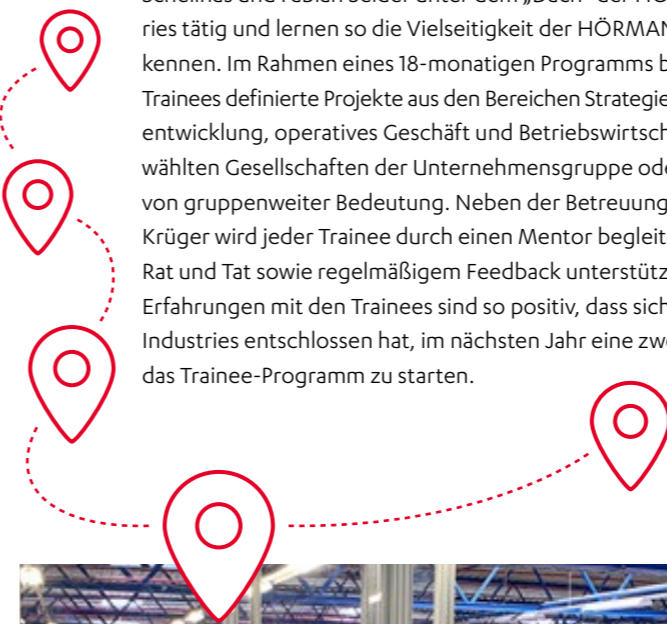 ries tätig und lernen so die Vielseitigkeit der HÖRMAN
kennen. Im Rahmen eines 18-monatigen Programms b
Trainees definierte Projekte aus den Bereichen Strategie
entwicklung, operatives Geschäft und Betriebswirtsch
wählten Gesellschaften der Unternehmensgruppe ode
von gruppenweiter Bedeutung. Neben der Betreuung
Krüger wird jeder Trainee durch einen Mentor begleit
Rat und Tat sowie regelmäßigem Feedback unterstütz
Erfahrungen mit den Trainees sind so positiv, dass sich
Industries entschlossen hat, im nächsten Jahr eine zwe
das Trainee-Programm zu starten.